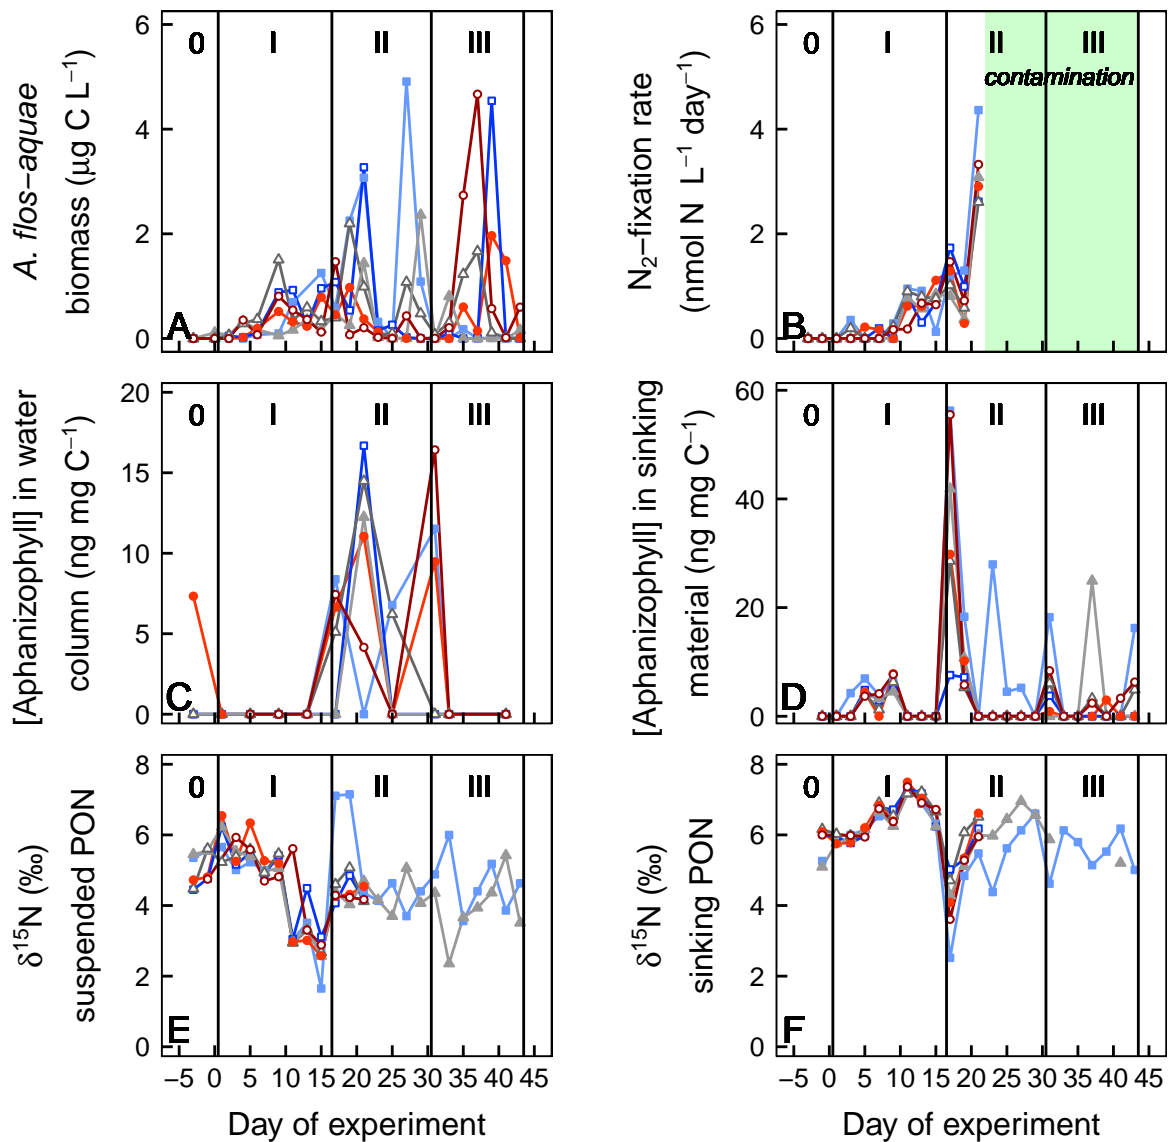 A. flos−aquae
biomass (μg C L−1)
6
4
2
0
0
I
II
III
A
N2−fixation rate
(nmol N L−1 day−1)
6
4
2
0
0
I
II
III
contamination
B
[Aphanizophyll] in water
column (ng mg C−1)
20
15
10
5
0
0
I
II
III
C
[Aphanizophyll] in sinking
material (ng mg C−1)
60
40
20
0
0
I
II
III
D
δ15N (‰)
suspended PON
8
6
4
2
0
0
I
II
III
E
−5 0 5 10 15 20 25 30 35 40 45
Day of experiment
δ15N (‰)
sinking PON
8
6
4
2
0
0
I
II
III
F
−5 0 5 10 15 20 25 30 35 40 45
Day of experiment